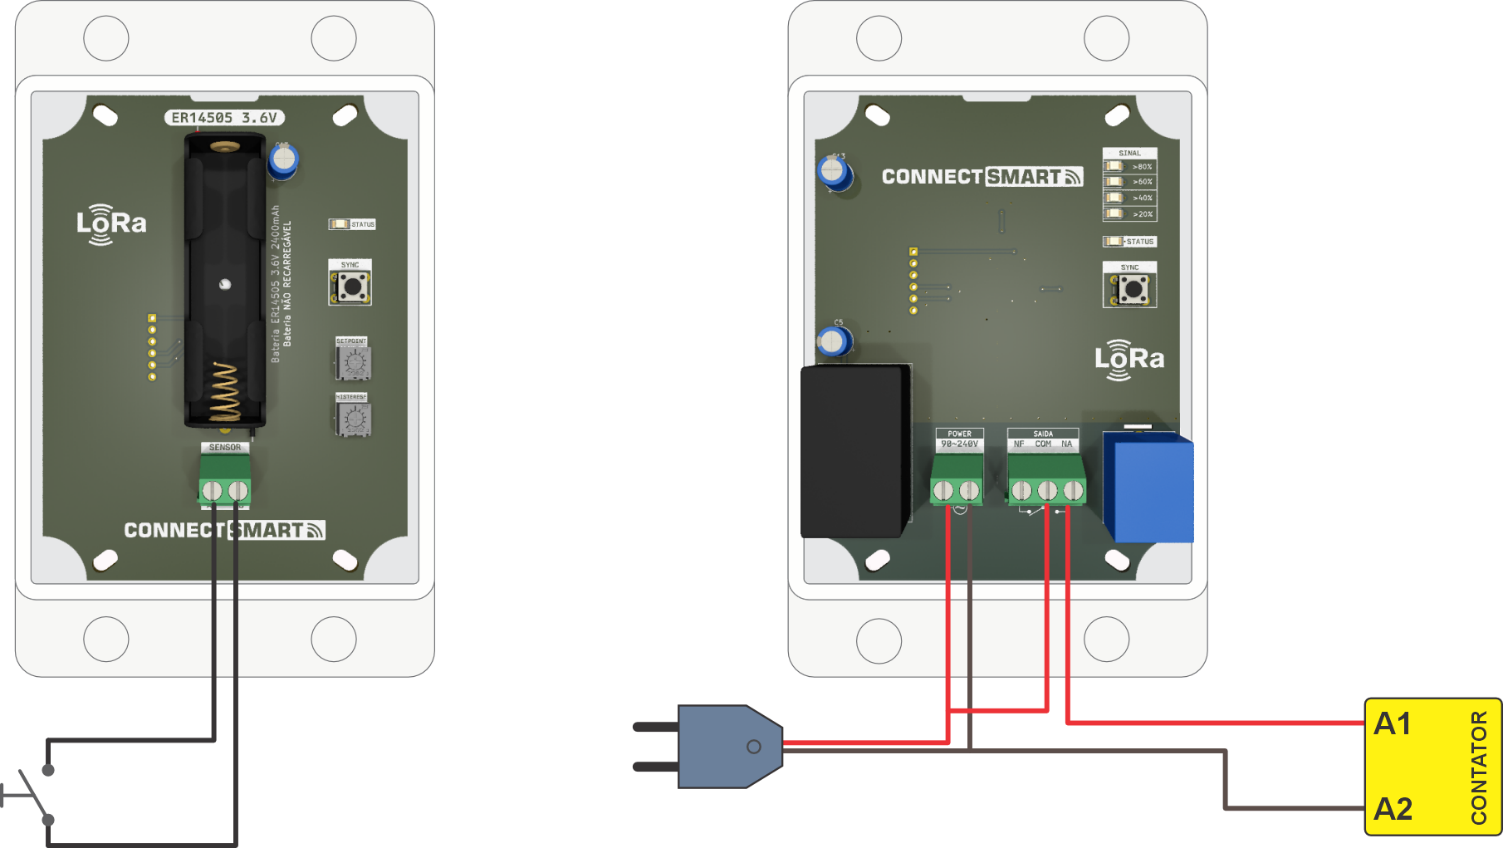 ER14505 3.6V
LoRa
Bateria ER14505 3.6V 2400mAh
Bateria NÃO RECARREGÁVEL
STATUS
SYNC
SETPOINT
HISTERESE
SENSOR
CONNECTSMART
CONNECTSMART
SINAL
>80%
>60%
>40%
>20%
STATUS
SYNC
C5
LoRa
POWER
90~240V
SAIDA
NF COM NA
A1
A2
CONTATOR